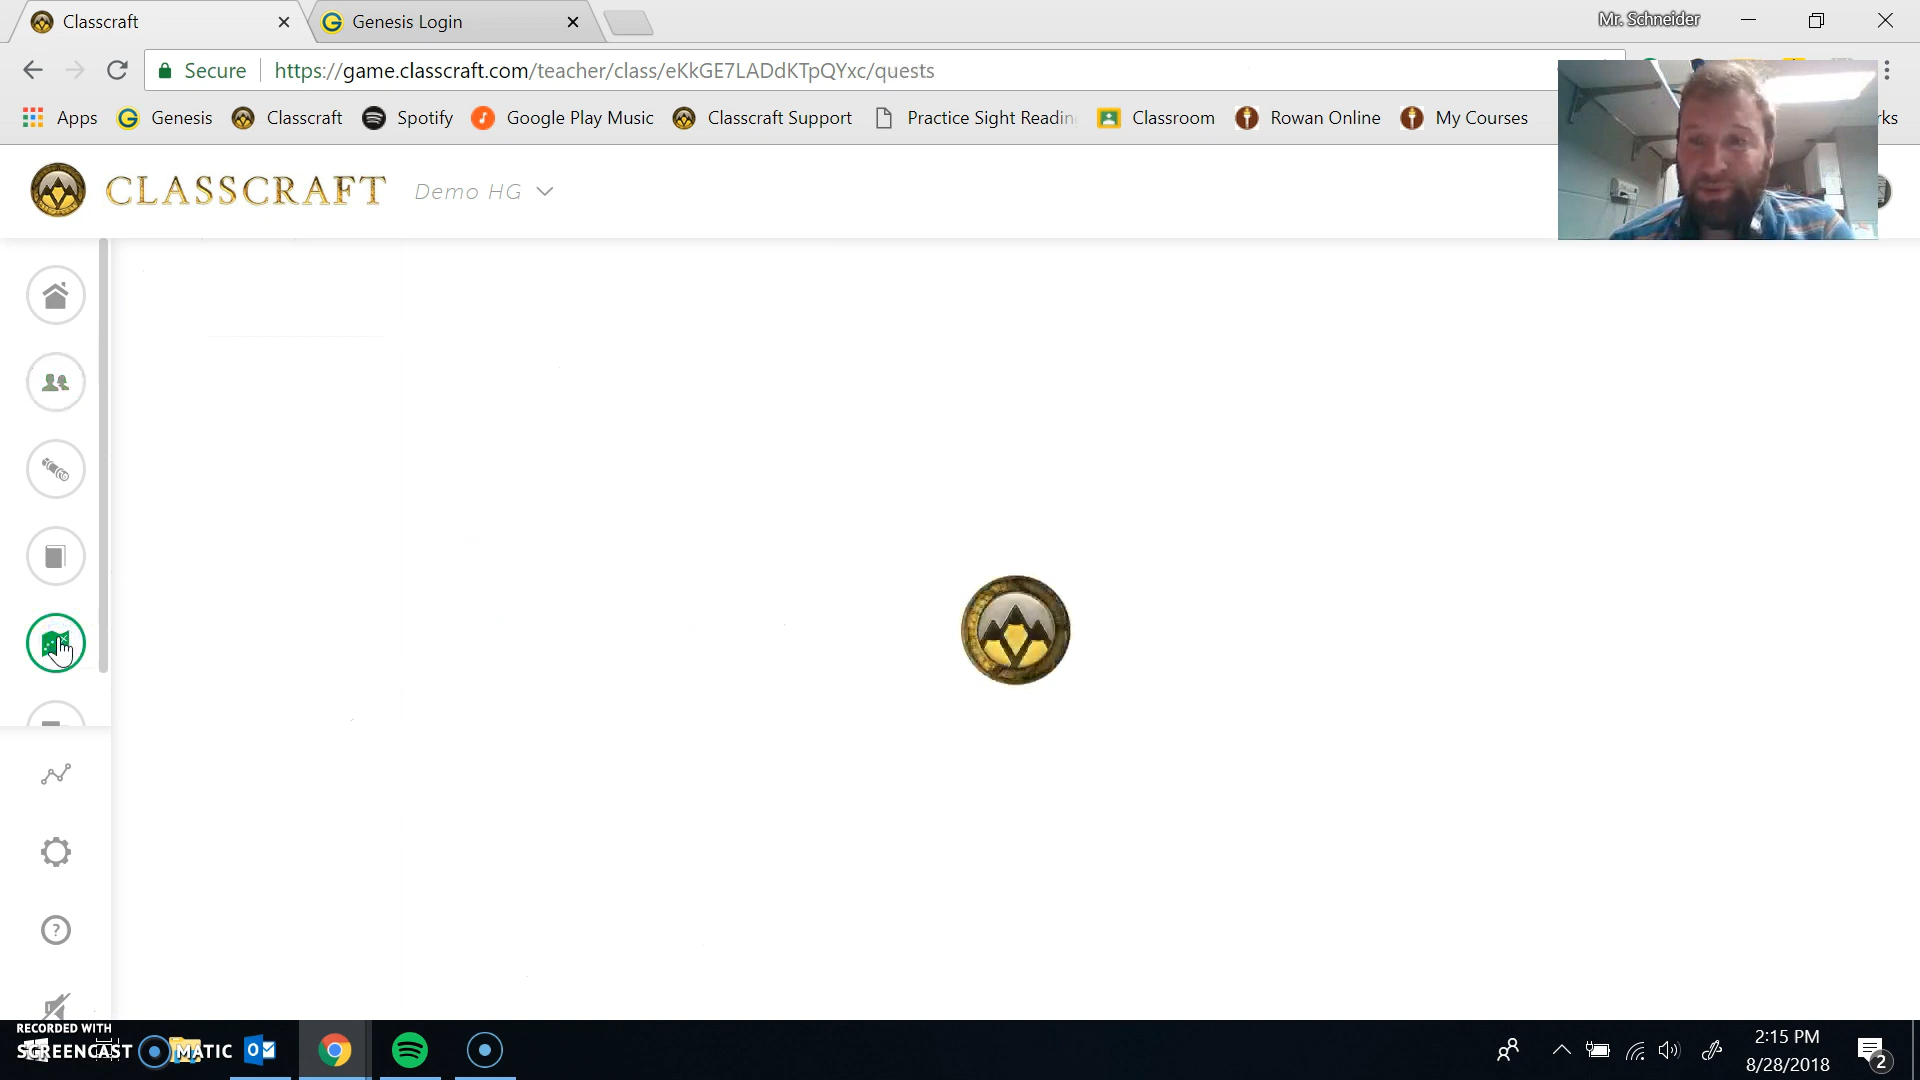 Classcraft
Genesis Login
Mr. Schneider
Secure
https://game.classcraft.com/teacher/class/eKkGE7LADdKTpQYxc/quests
Apps
Genesis
Classcraft
Spotify
Google Play Music
Classcraft Support
Practice Sight Readin
Classroom
Rowan Online
My Courses
rks
CLASSCRAFT
Demo HG
RECORDED WITH
SCREENCAST MATIC
2:15 PM
8/28/2018
2